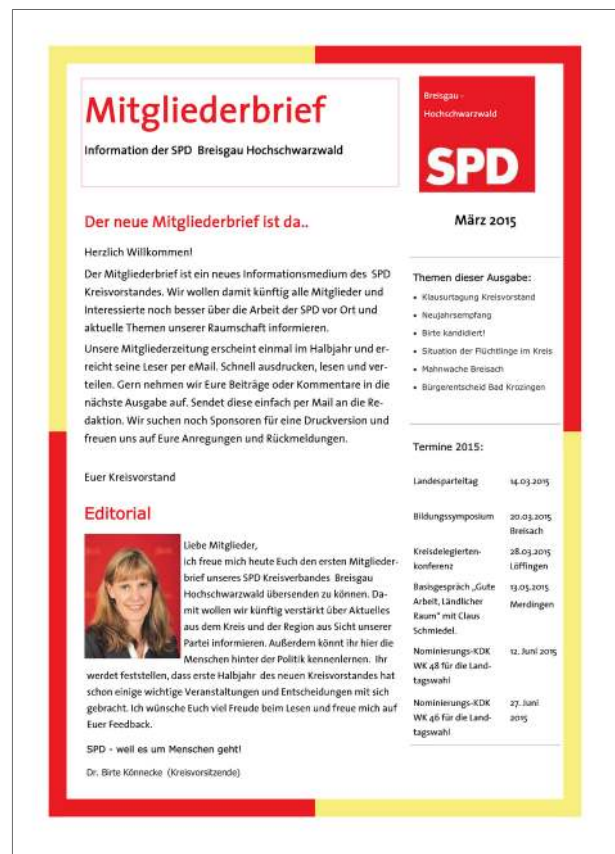 Mitgliederbrief
Information der SPD Breisgau Hochschwarzwald
Breisgau -
Hochschwarzwald
SPD
Der neue Mitgliederbrief ist da..
Herzlich Willkommen!
Der Mitgliederbrief ist ein neues Informationsmedium des SPD
Kreisvorstandes. Wir wollen damit künftig alle Mitglieder und
Interessierte noch besser über die Arbeit der SPD vor Ort und
aktuelle Themen unserer Raumschaft informieren.
Unsere Mitgliederzeitung erscheint einmal im Halbjahr und er-
reicht seine Leser per eMail. Schnell ausdrucken, lesen und ver-
teilen. Gern nehmen wir Eure Beiträge oder Kommentare in die
nächste Ausgabe auf. Sendet diese einfach per Mail an die Re-
daktion. Wir suchen noch Sponsoren für eine Druckversion und
freuen uns auf Eure Anregungen und Rückmeldungen.
Euer Kreisvorstand
Editorial
Liebe Mitglieder,
ich freue mich heute Euch den ersten Mitglieder-
brief unseres SPD Kreisverbandes Breisgau
Hochschwarzwald übersenden zu können. Da-
mit wollen wir künftig verstärkt über Aktuelles
aus dem Kreis und der Region aus Sicht unserer
Partei informieren. Außerdem könnt ihr hier die
Menschen hinter der Politik kennenlernen. Ihr
werdet feststellen, dass erste Halbjahr des neuen Kreisvorstandes hat
schon einige wichtige Veranstaltungen und Entscheidungen mit sich
gebracht. Ich wünsche Euch viel Freude beim Lesen und freue mich auf
Euer Feedback.
SPD - weil es um Menschen geht!
Dr. Birte Könnecke (Kreisvorsitzende)
März 2015
Themen dieser Ausgabe:
• Klausurtagung Kreisvorstand
• Neujahrsempfang
• Birte kandidiert!
• Situation der Flüchtlinge im Kreis
• Mahnwache Breisach
• Bürgerentscheid Bad Krozingen
Termine 2015:
Landesparteitag 14.03.2015
Bildungssymposium 20.03.2015
Breisach
Kreisdelegierten- 28.03.2015
konferenz Löffingen
Basisgespräch „Gute 13.05.2015
Arbeit, Ländlicher Merdingen
Raum“ mit Claus
Schmiedel.
Nominierungs-KDK 12. Juni 2015
WK 48 für die Land-
tagswahl
Nominierungs-KDK 27. Juni
WK 46 für die Land- 2015
tagswahl